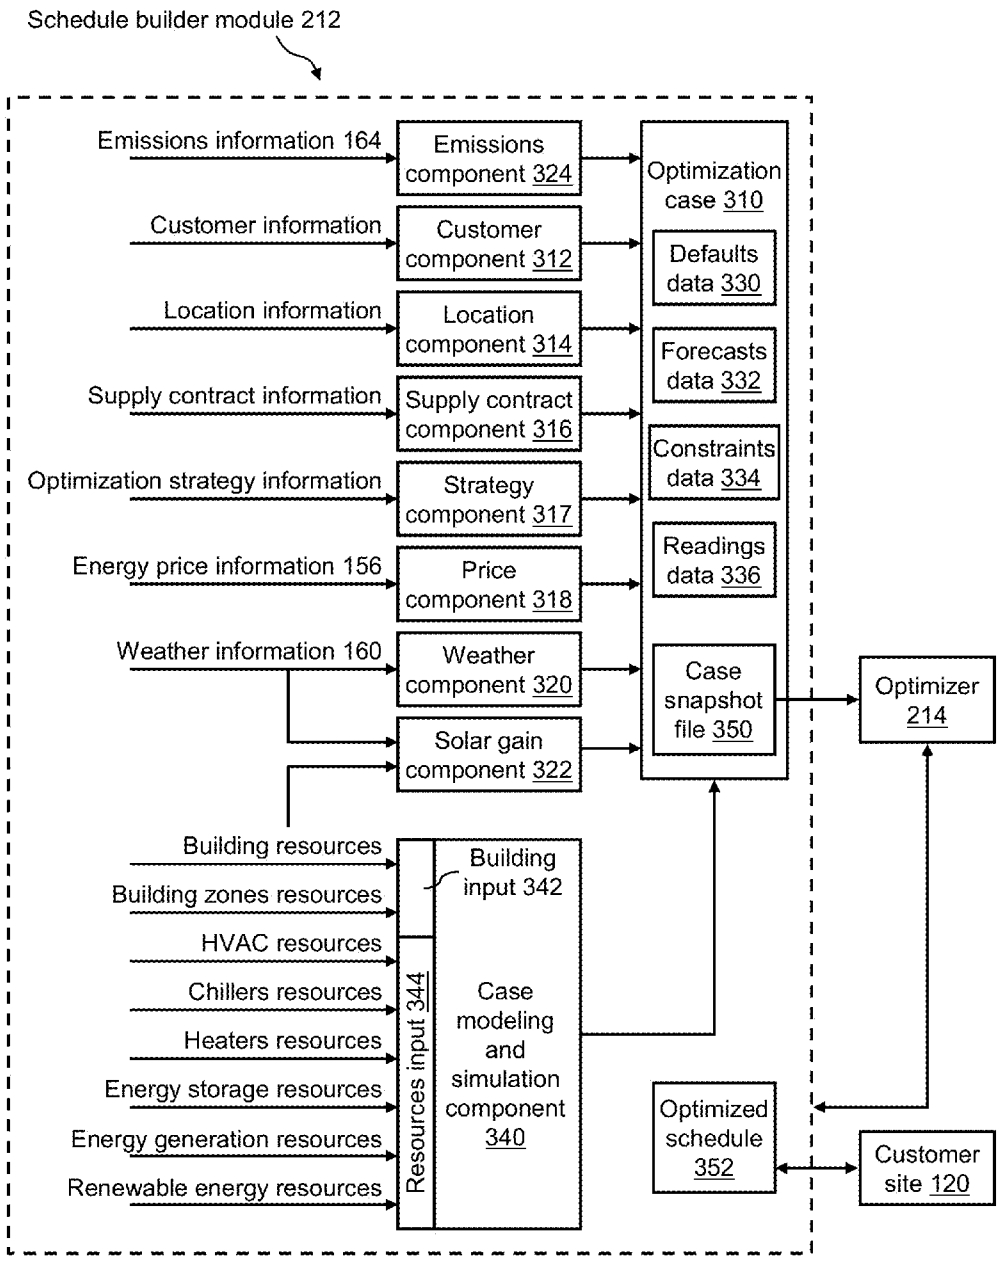 Schedule builder module 212
Emissions information 164
Emissions
component 324
Customer information
Customer
component 312
Location information
Location
component 314
Supply contract information
Supply contract
component 316
Optimization strategy information
Strategy
component 317
Energy price information 156
Price
component 318
Weather information 160
Weather
component 320
Solar gain
component 322
Optimization
case 310
Defaults
data 330
Forecasts
data 332
Constraints
data 334
Readings
data 336
Case
snapshot
file 350
Optimizer
214
Building resources
Building zones resources
HVAC resources
Chillers resources
Heaters resources
Energy storage resources
Energy generation resources
Renewable energy resources
Building
input 342
Resources input 344
Case
modeling
and
simulation
component
340
Optimized
schedule
352
Customer
site 120